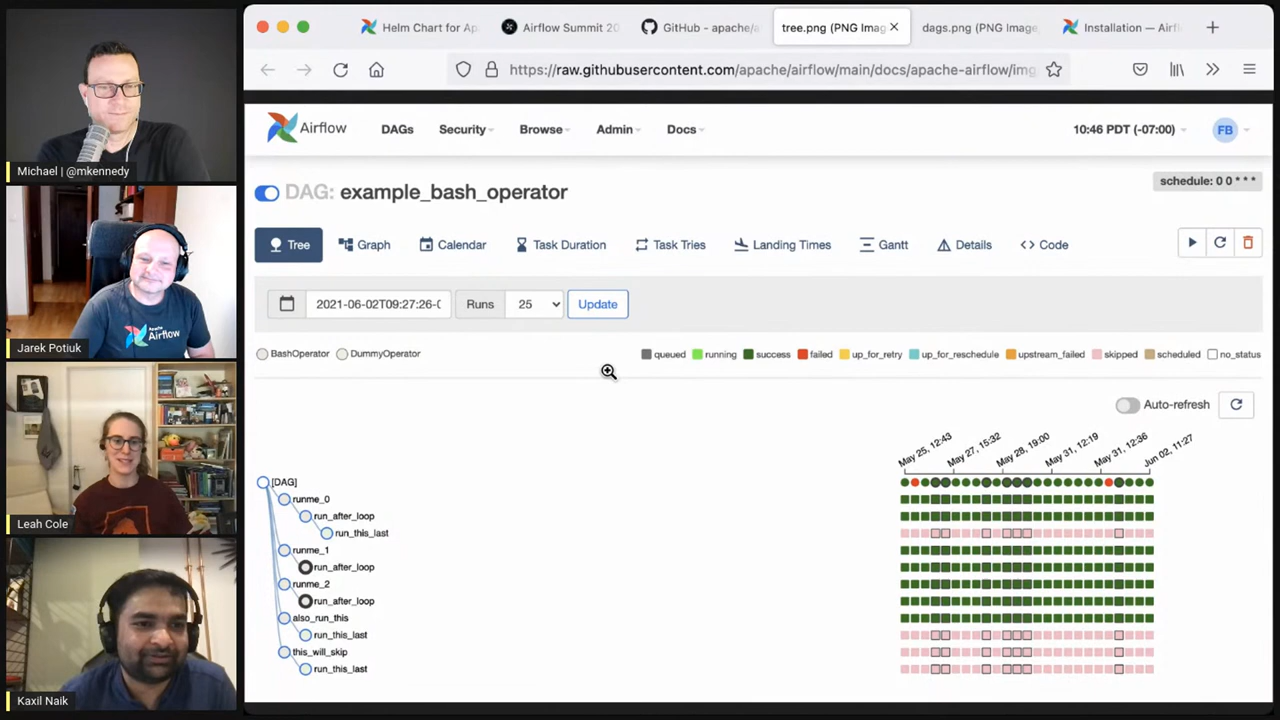 Helm Chart for Ap
Airflow Summit 20
GitHub - apache/a
tree.png (PNG Imag
dags.png (PNG Image,
Installation — Airfl
https://raw.githubusercontent.com/apache/airflow/main/docs/apache-airflow/img
Airflow
DAGs
Security
Browse
Admin
Docs
10:46 PDT (-07:00)
FB
DAG: example_bash_operator
schedule: 0 0 * * *
Tree
Graph
Calendar
Task Duration
Task Tries
Landing Times
Gantt
Details
<> Code
2021-06-02T09:27:26-0
Runs
25
Update
BashOperator
DummyOperator
queued
running
success
failed
up_for_retry
up_for_reschedule
upstream_failed
skipped
scheduled
no_status
Auto-refresh
May 25, 12:43
May 27, 15:32
May 28, 19:00
May 31, 12:19
May 31, 12:36
Jun 02, 11:27
[DAG]
runme_0
run_after_loop
run_this_last
runme_1
run_after_loop
runme_2
run_after_loop
also_run_this
run_this_last
this_will_skip
run_this_last
Michael | @mkennedy
Apache
Airflow
Jarek Potiuk
Leah Cole
Kaxil Naik